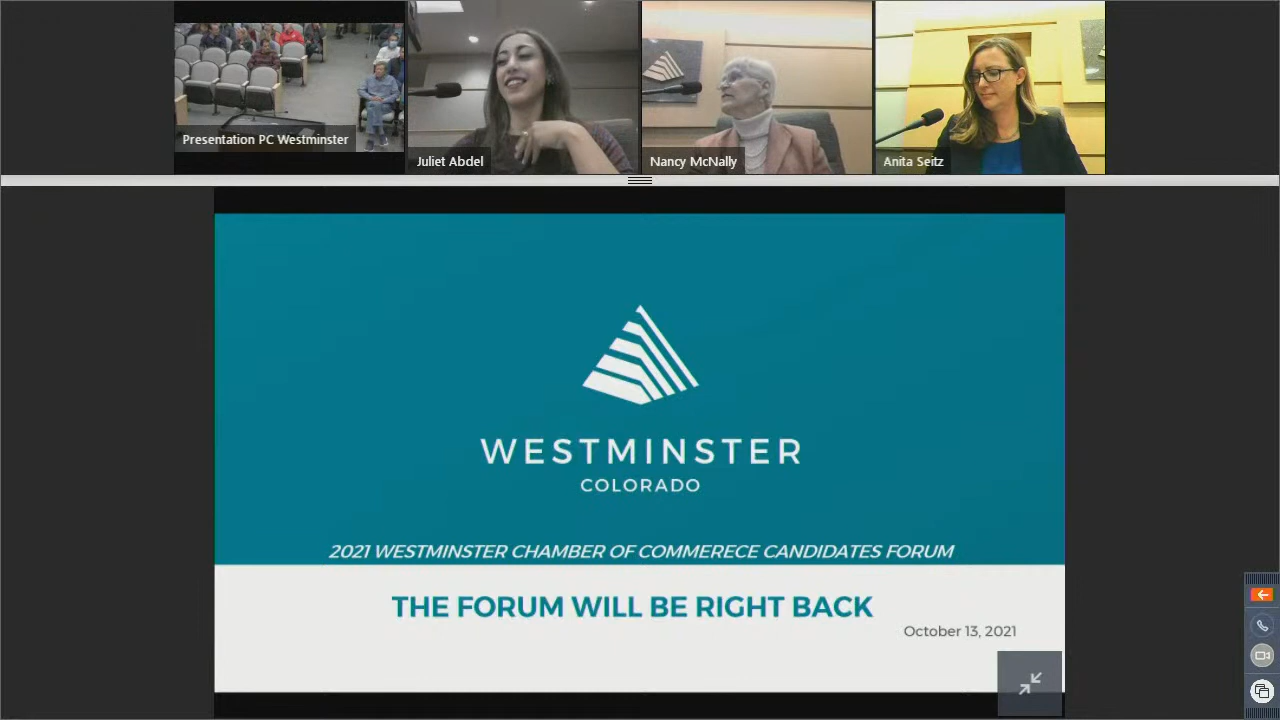 Presentation PC Westminster
Juliet Abdel
Nancy McNally
Anita Seitz
WESTMINSTER
COLORADO
2021 WESTMINSTER CHAMBER OF COMMERECE CANDIDATES FORUM
THE FORUM WILL BE RIGHT BACK
October 13, 2021